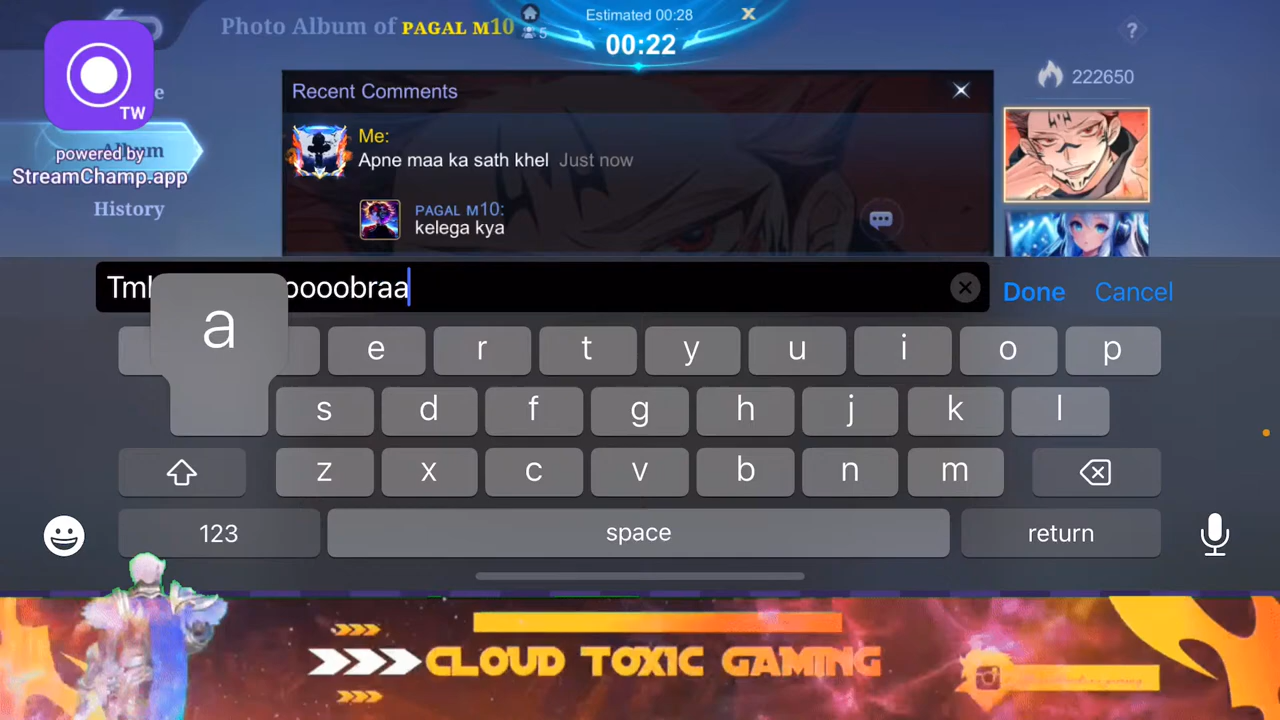 Photo Album of PAGAL M10
5
Estimated 00:28
X
00:22
?
222650
TW
powered by
StreamChamp.app
Album
History
Recent Comments
Me:
Apne maa ka sath khel Just now
PAGAL M10:
kelega kya
Done Cancel
a
e r t y u i o p
s d f g h j k l
z x c v b n m
123 space return
CLOUD TOXIC GAMING